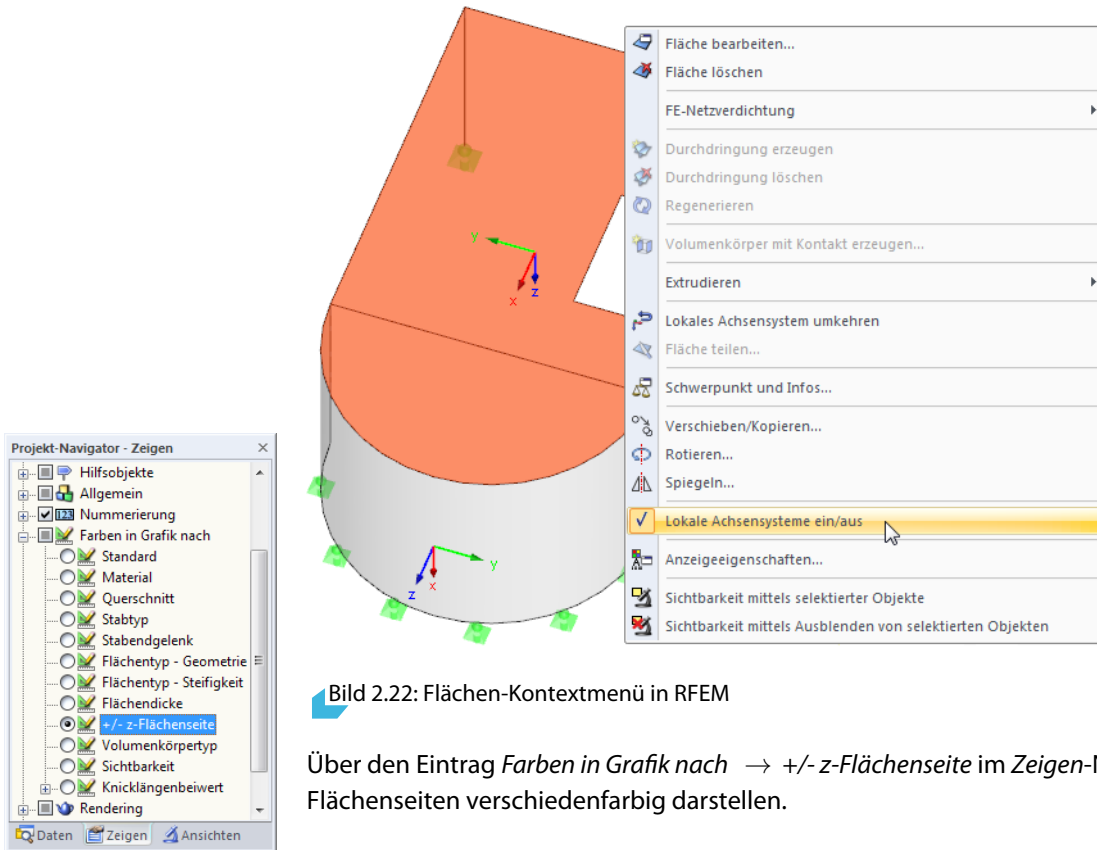 Fläche bearbeiten...
Fläche löschen
FE-Netzverdichtung
Durchdringung erzeugen
Durchdringung löschen
Regenerieren
Volumenkörper mit Kontakt erzeugen...
Extrudieren
Lokales Achsensystem umkehren
Fläche teilen...
Schwerpunkt und Infos...
Verschieben/Kopieren...
Rotieren...
Spiegeln...
Lokale Achsensysteme ein/aus
Anzeigeeigenschaften...
Sichtbarkeit mittels selektierter Objekte
Sichtbarkeit mittels Ausblenden von selektierten Objekten
y
x
z
y
z
x
Projekt-Navigator - Zeigen
Hilfsobjekte
Allgemein
123 Nummerierung
Farben in Grafik nach
Standard
Material
Querschnitt
Stabtyp
Stabendgelenk
Flächentyp - Geometrie
Flächentyp - Steifigkeit
Flächendicke
+/- z-Flächenseite
Volumenkörpertyp
Sichtbarkeit
Knicklängenbeiwert
Rendering
Daten Zeigen Ansichten
Bild 2.22: Flächen-Kontextmenü in RFEM
Über den Eintrag Farben in Grafik nach → +/- z-Flächenseite im Zeigen-
Flächenseiten verschiedenfarbig darstellen.